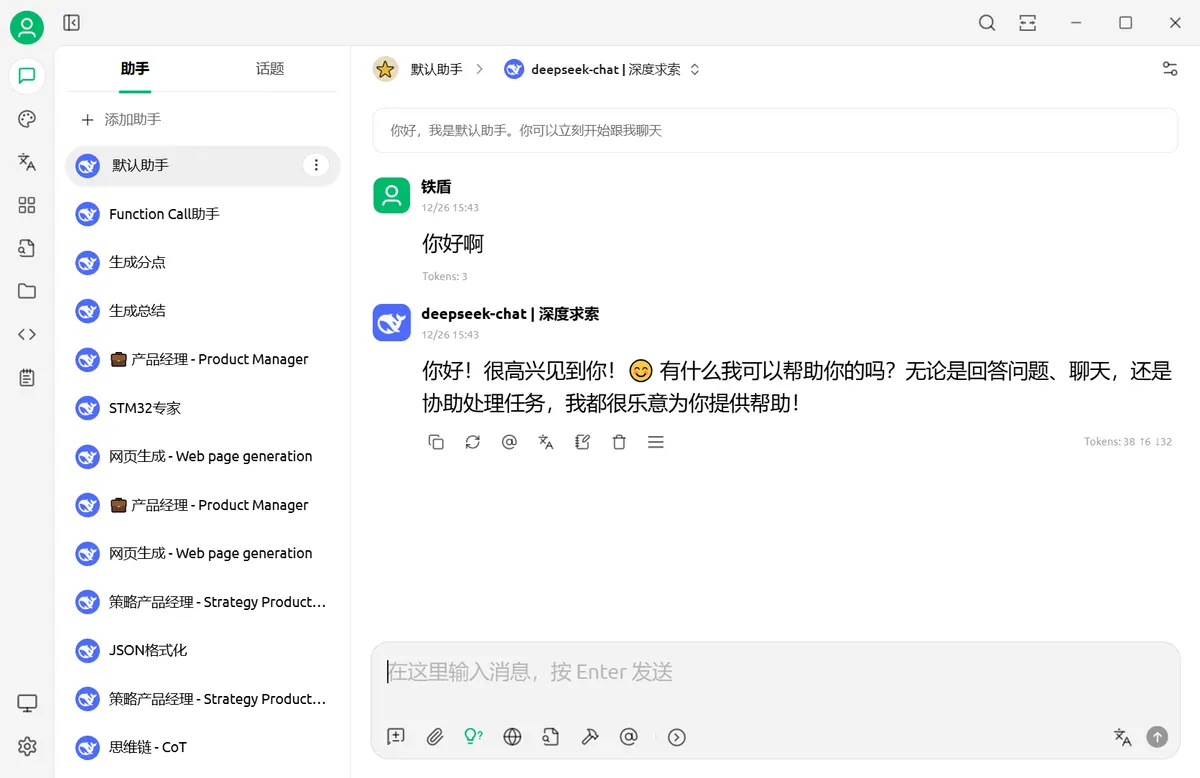 助手
话题
添加助手
默认助手
Function Call助手
生成分点
生成总结
💼 产品经理 - Product Manager
STM32专家
网页生成 - Web page generation
💼 产品经理 - Product Manager
网页生成 - Web page generation
策略产品经理 - Strategy Product...
JSON格式化
策略产品经理 - Strategy Product...
思维链 - CoT
默认助手
deepseek-chat | 深度求索
你好，我是默认助手。你可以立刻开始跟我聊天
铁盾
12/26 15:43
你好啊
Tokens: 3
deepseek-chat | 深度求索
12/26 15:43
你好！很高兴见到你！😊 有什么我可以帮助你的吗？无论是回答问题、聊天，还是
协助处理任务，我都很乐意为你提供帮助！
Tokens: 38 ↑6 ↓32
在这里输入消息，按 Enter 发送